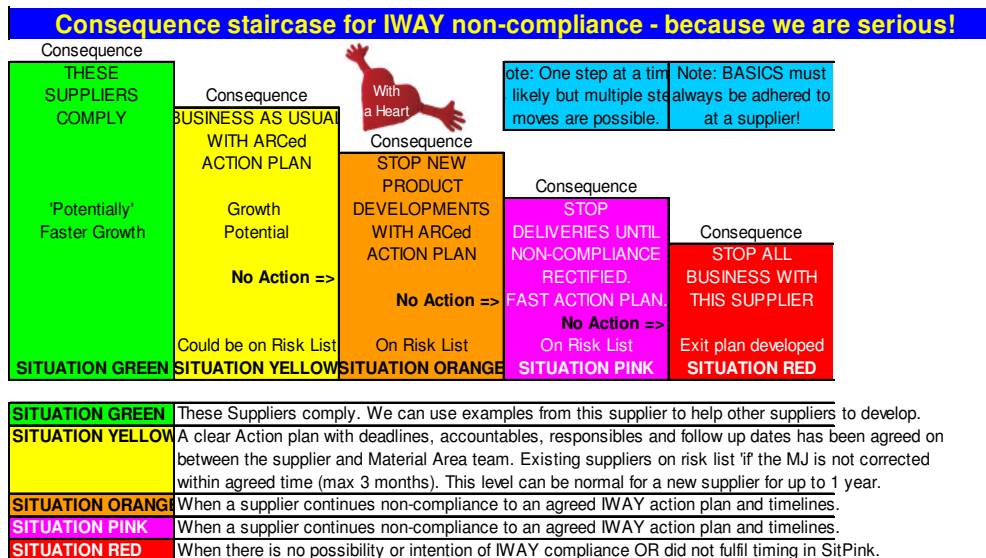 Consequence staircase for IWAY non-compliance - because we are serious!
Consequence
THESE
SUPPLIERS
COMPLY
'Potentially'
Faster Growth
SITUATION GREEN
Consequence
BUSINESS AS USUAL
WITH ARCed
ACTION PLAN
Growth
Potential
No Action =>
Could be on Risk List
SITUATION YELLOW
With
a Heart
Consequence
STOP NEW
PRODUCT
DEVELOPMENTS
WITH ARCed
ACTION PLAN
No Action =>
On Risk List
SITUATION ORANGE
ote: One step at a tim
likely but multiple ste
moves are possible.
Consequence
STOP
DELIVERIES UNTIL
NON-COMPLIANCE
RECTIFIED.
FAST ACTION PLAN.
No Action =>
On Risk List
SITUATION PINK
Note: BASICS must
always be adhered to
at a supplier!
Consequence
STOP ALL
BUSINESS WITH
THIS SUPPLIER
Exit plan developed
SITUATION RED
SITUATION GREEN These Suppliers comply. We can use examples from this supplier to help other suppliers to develop.
SITUATION YELLOW A clear Action plan with deadlines, accountables, responsibles and follow up dates has been agreed on
between the supplier and Material Area team. Existing suppliers on risk list 'if' the MJ is not corrected
within agreed time (max 3 months). This level can be normal for a new supplier for up to 1 year.
SITUATION ORANGE When a supplier continues non-compliance to an agreed IWAY action plan and timelines.
SITUATION PINK When a supplier continues non-compliance to an agreed IWAY action plan and timelines.
SITUATION RED When there is no possibility or intention of IWAY compliance OR did not fulfil timing in SitPink.